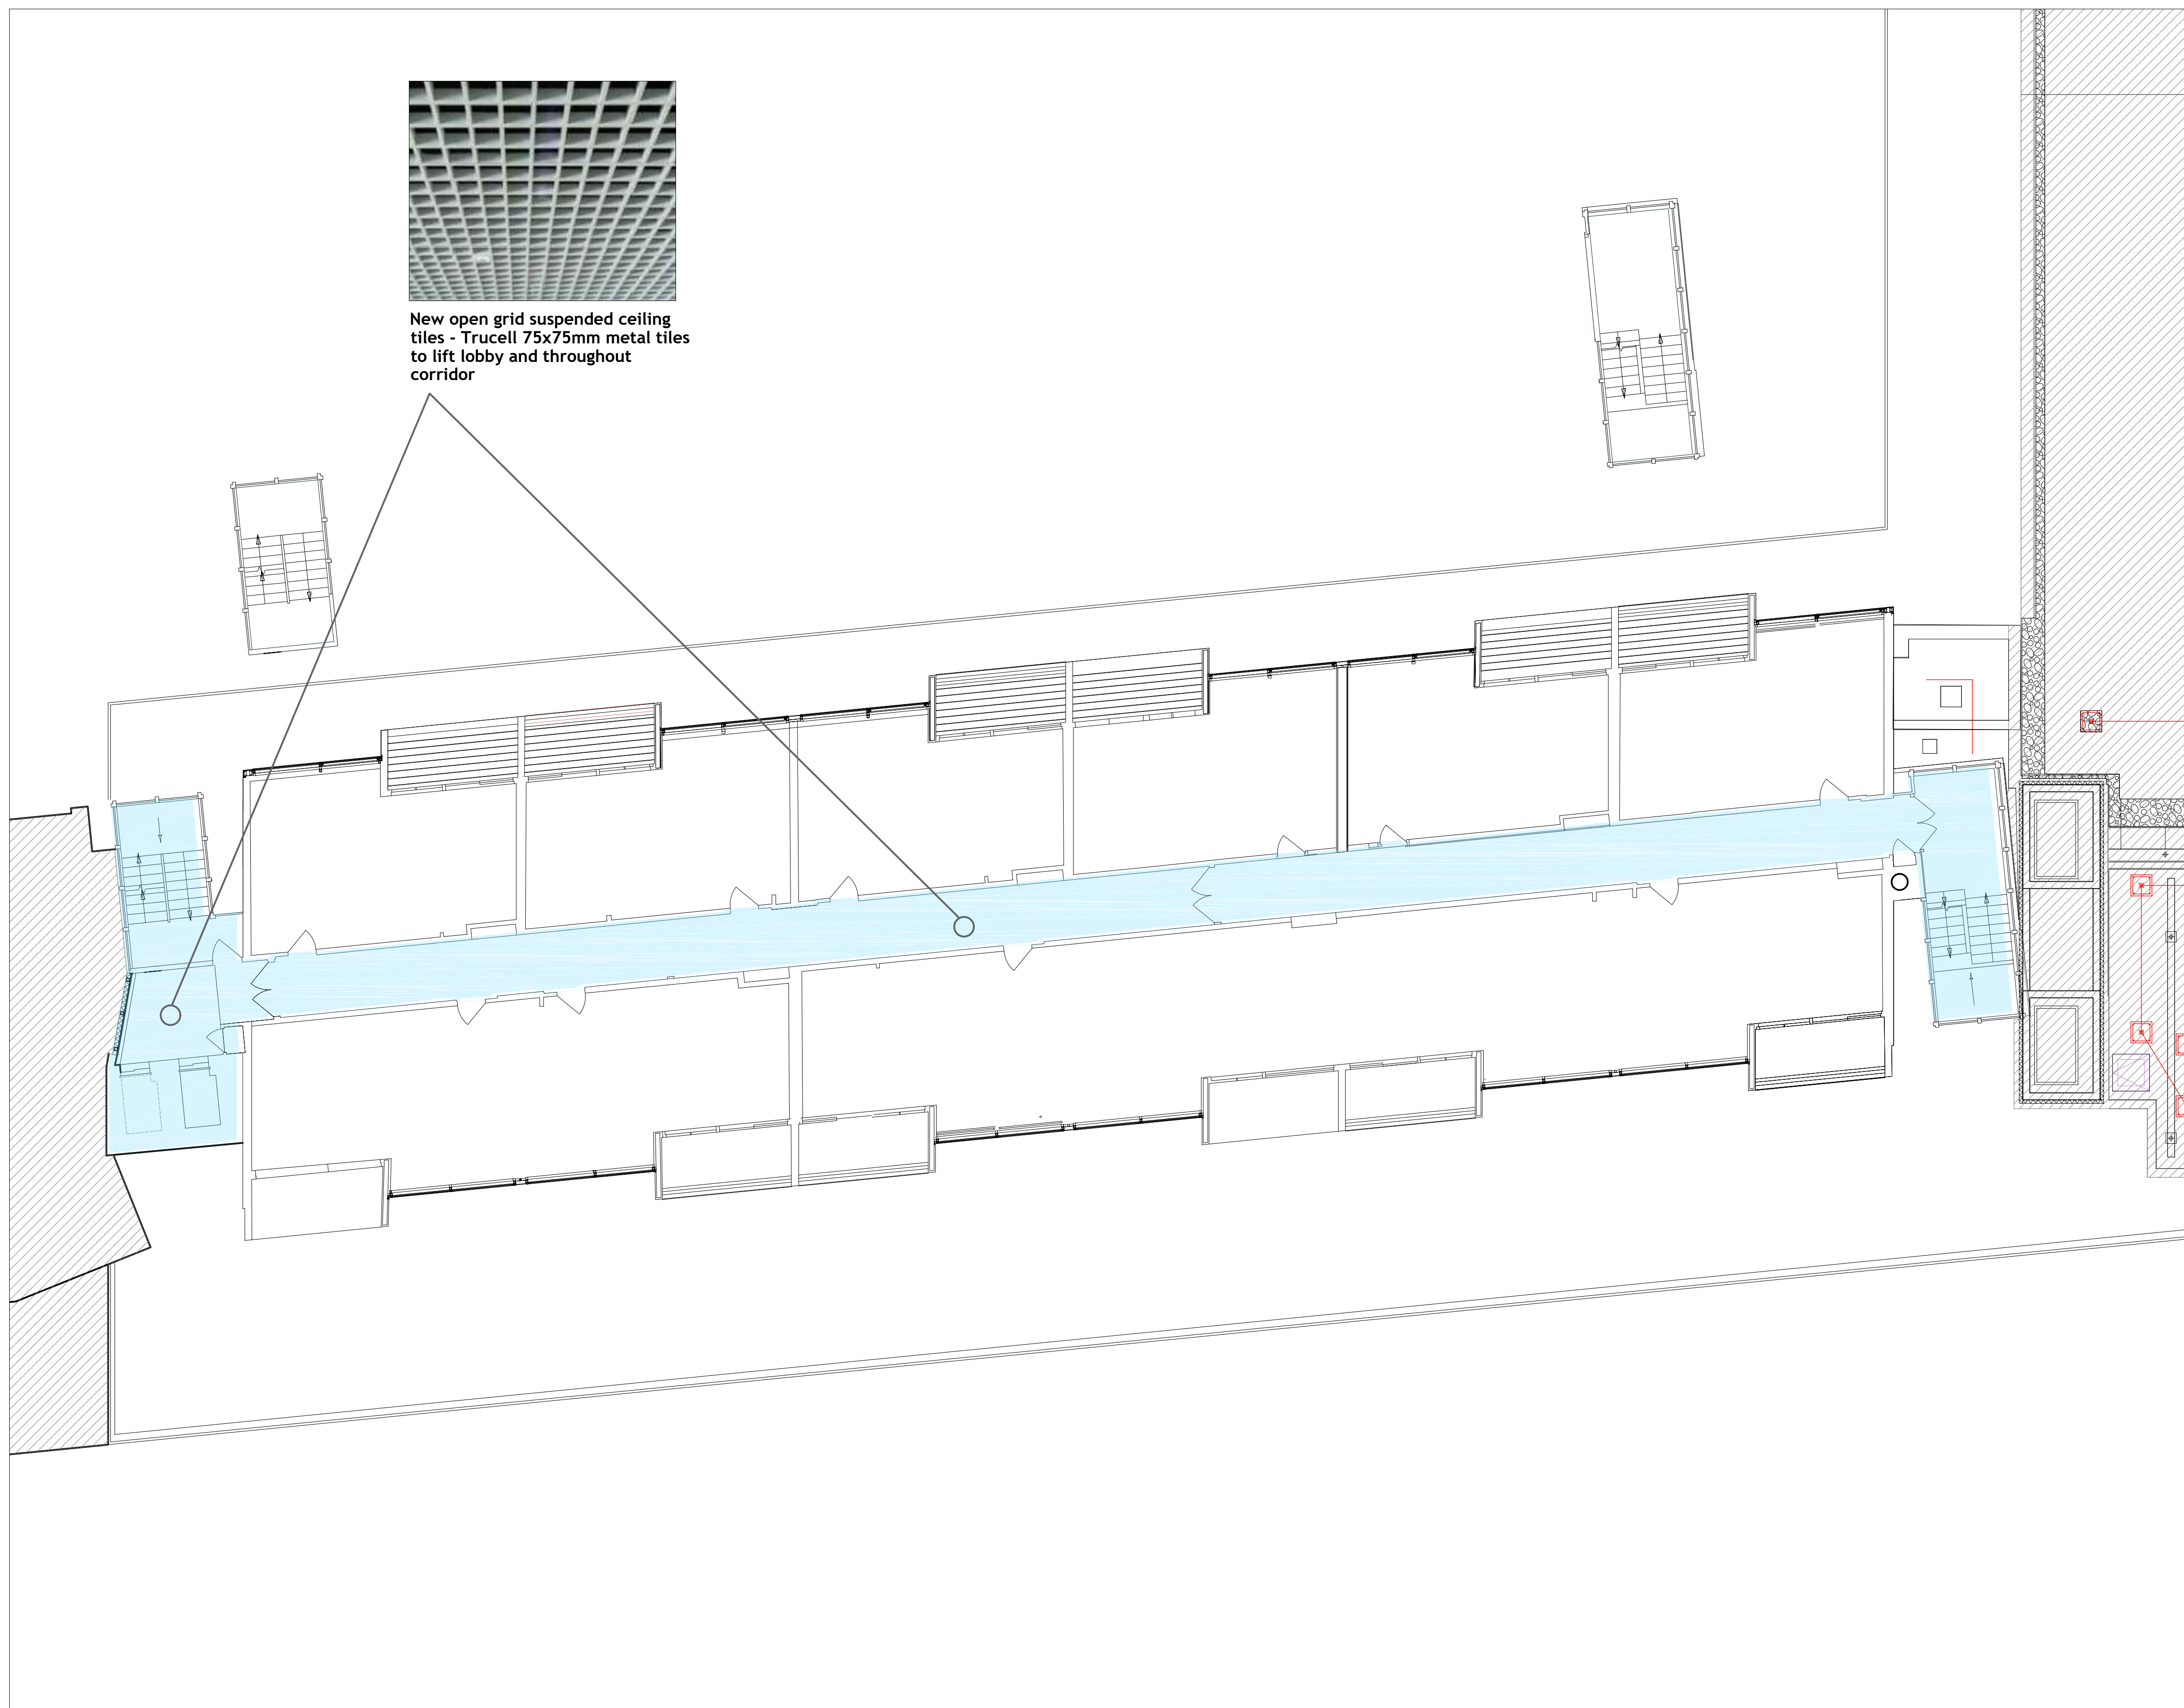 New open grid suspended ceiling
tiles - Trucell 75x75mm metal tiles
to lift lobby and throughout
corridor